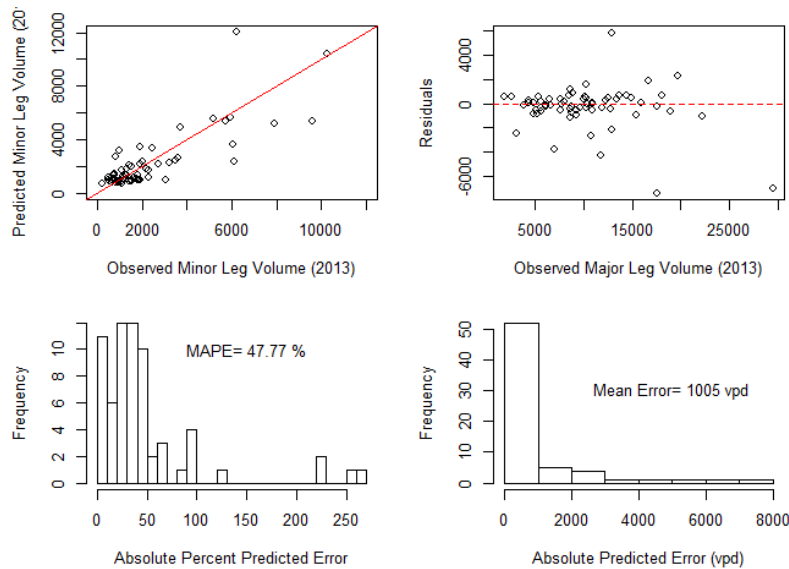 Predicted Minor Leg Volume (20
0 4000 8000 12000
0 2000 6000 10000
Observed Minor Leg Volume (2013)
Residuals
-6000 0 4000
5000 15000 25000
Observed Major Leg Volume (2013)
Frequency
0 2 4 6 8 10
MAPE= 47.77 %
0 50 100 150 200 250
Absolute Percent Predicted Error
Frequency
0 10 20 30 40 50
Mean Error= 1005 vpd
0 2000 4000 6000 8000
Absolute Predicted Error (vpd)